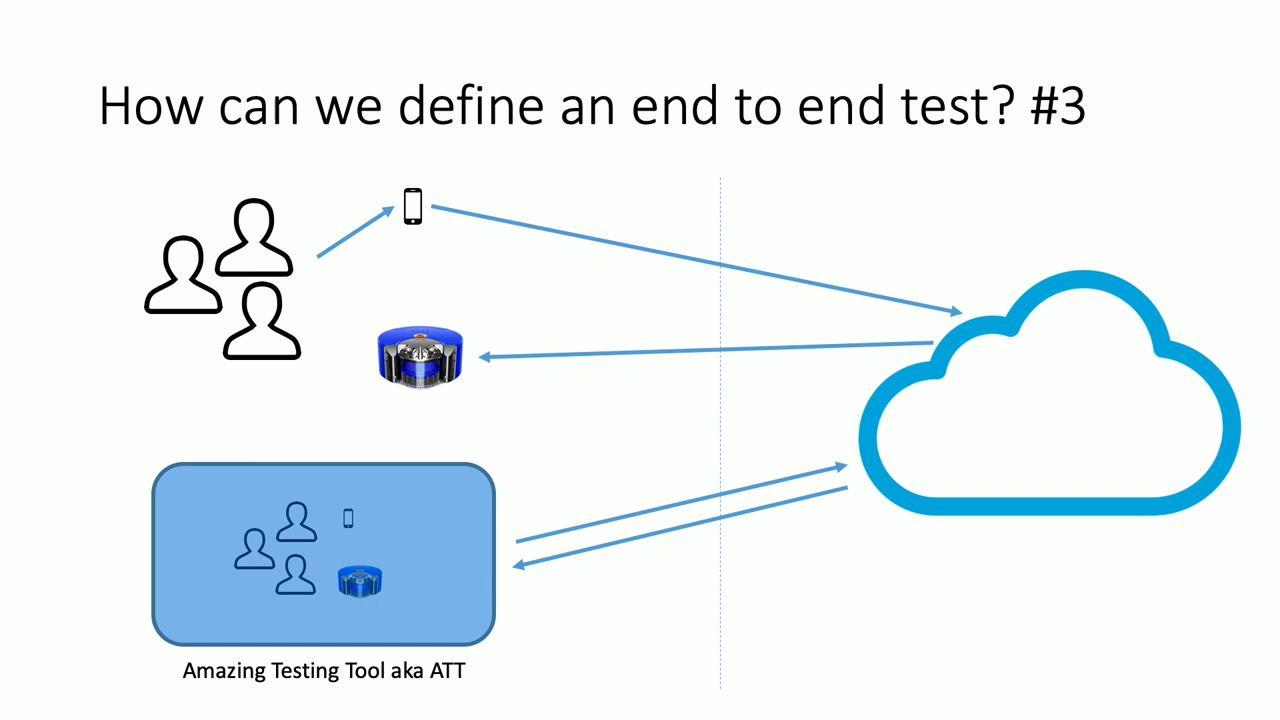 How can we define an end to end test? #3
Amazing Testing Tool aka ATT